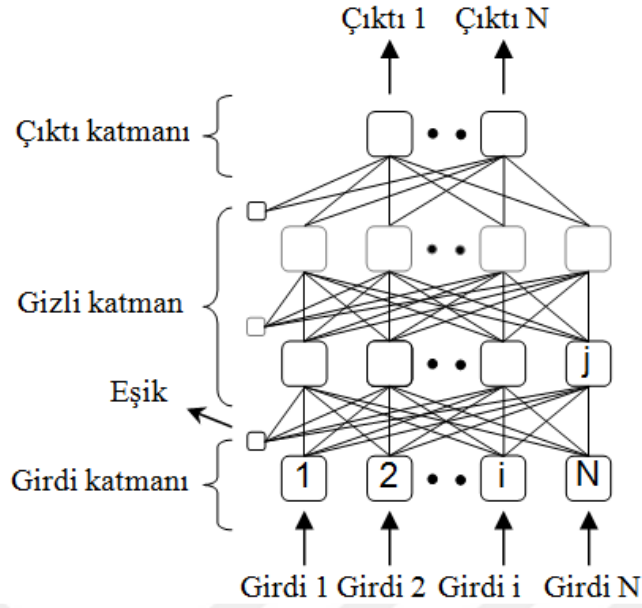 Çıktı 1 Çıktı N
Çıktı katmanı
Gizli katman
j
Eşik
Girdi katmanı
1 2 i N
Girdi 1 Girdi 2 Girdi i Girdi N